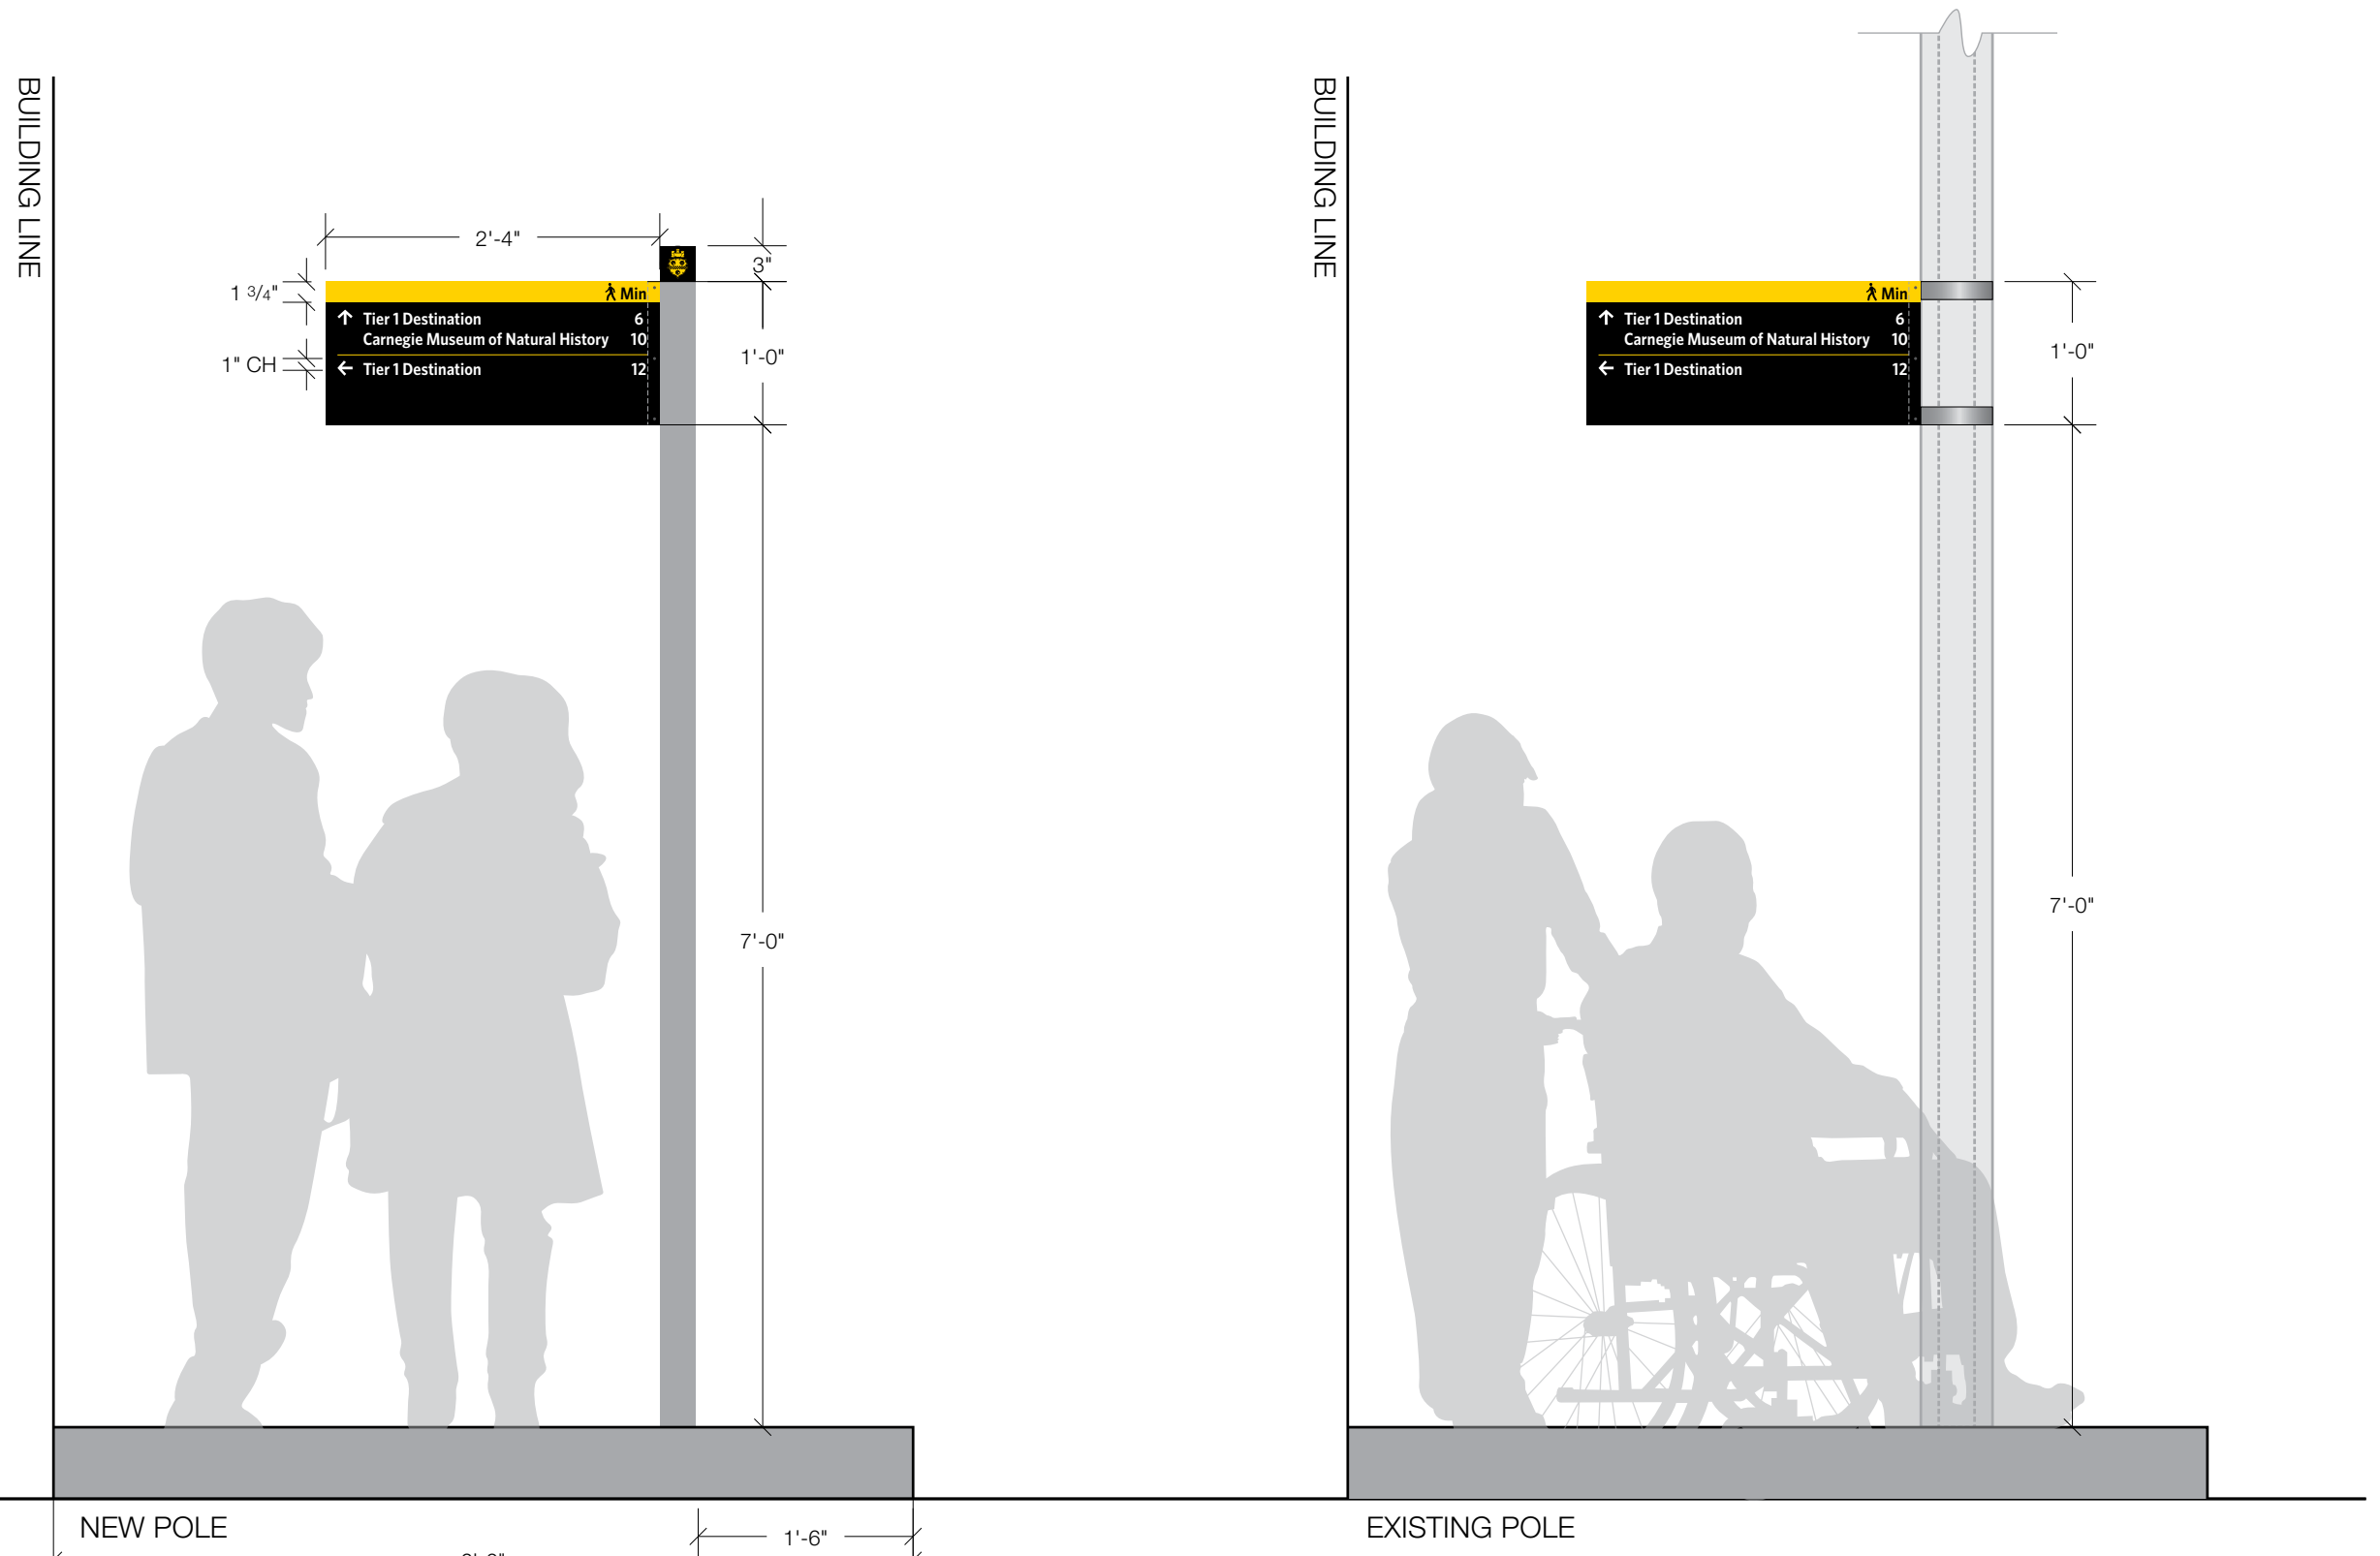 BUILDING LINE
2'-4"
3"
1 3/4"
Min
Tier 1 Destination 6
Carnegie Museum of Natural History 10
Tier 1 Destination 12
1" CH
1'-0"
7'-0"
NEW POLE
1'-6"
BUILDING LINE
Min
Tier 1 Destination 6
Carnegie Museum of Natural History 10
Tier 1 Destination 12
1'-0"
7'-0"
EXISTING POLE